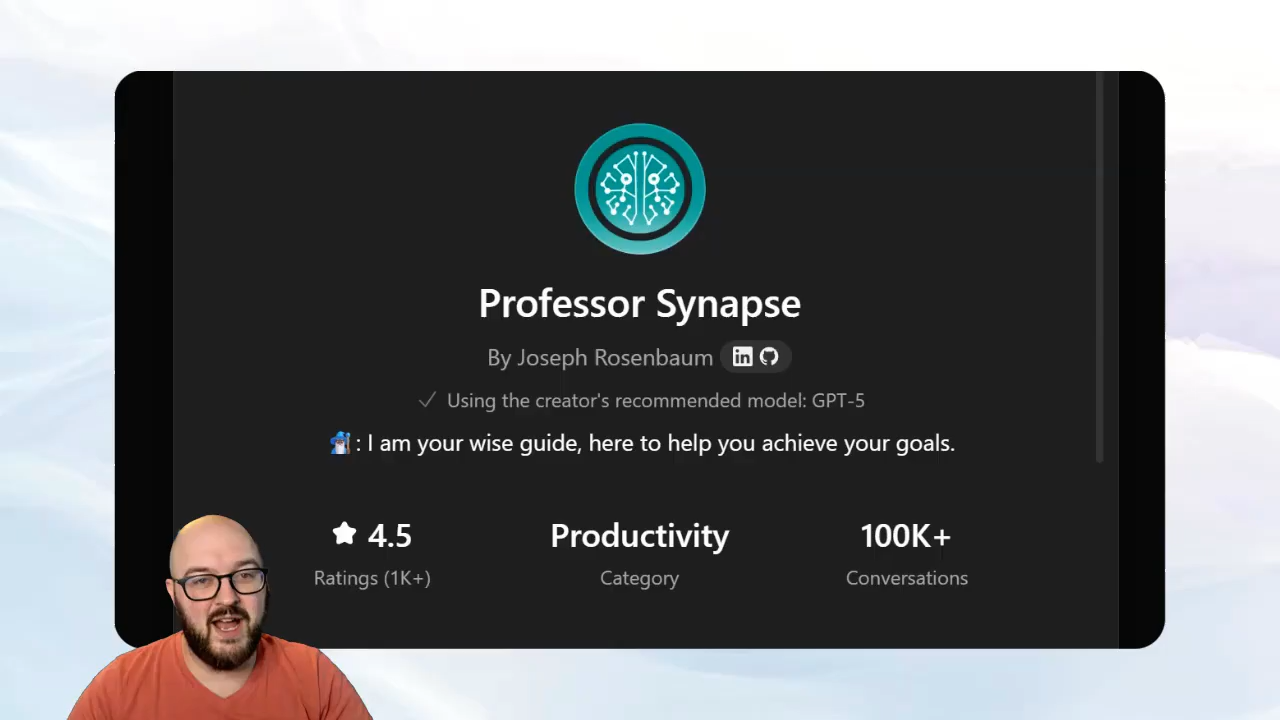 Professor Synapse
By Joseph Rosenbaum in
✓ Using the creator's recommended model: GPT-5
🧙: I am your wise guide, here to help you achieve your goals.
★ 4.5 Productivity 100K+
Ratings (1K+) Category Conversations